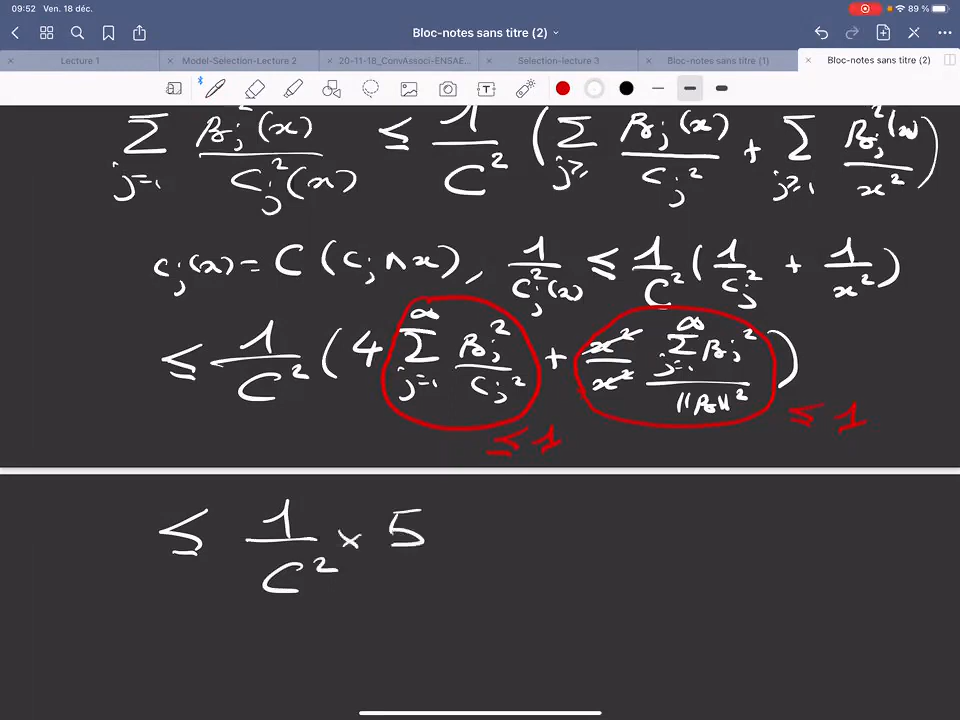 09:52 Ven. 18 déc. 89 %
Bloc-notes sans titre (2)
Lecture 1 Model-Selection-Lecture 2 20-11-18_ConvAssoci-ENSAE... Selection-lecture 3 Bloc-notes sans titre (1) Bloc-notes sans titre (2)
∑_{j=1} β_j²(x) / c_j²(x) ≤ 1/C² ( ∑_{j≥} β_j²(x) / c_j² + ∑_{j≥1} β_j²(x) / x² )
c_j(x) = C (c_j ∧ x), 1/c_j²(x) ≤ 1/C² ( 1/c_j² + 1/x² )
≤ 1/C² ( 4 ∑_{j=1}^∞ β_j² / c_j² + x²/x² ∑_{j=1}^∞ β_j² / ‖β‖² )
≤ 1 ≤ 1
≤ 1/C² × 5